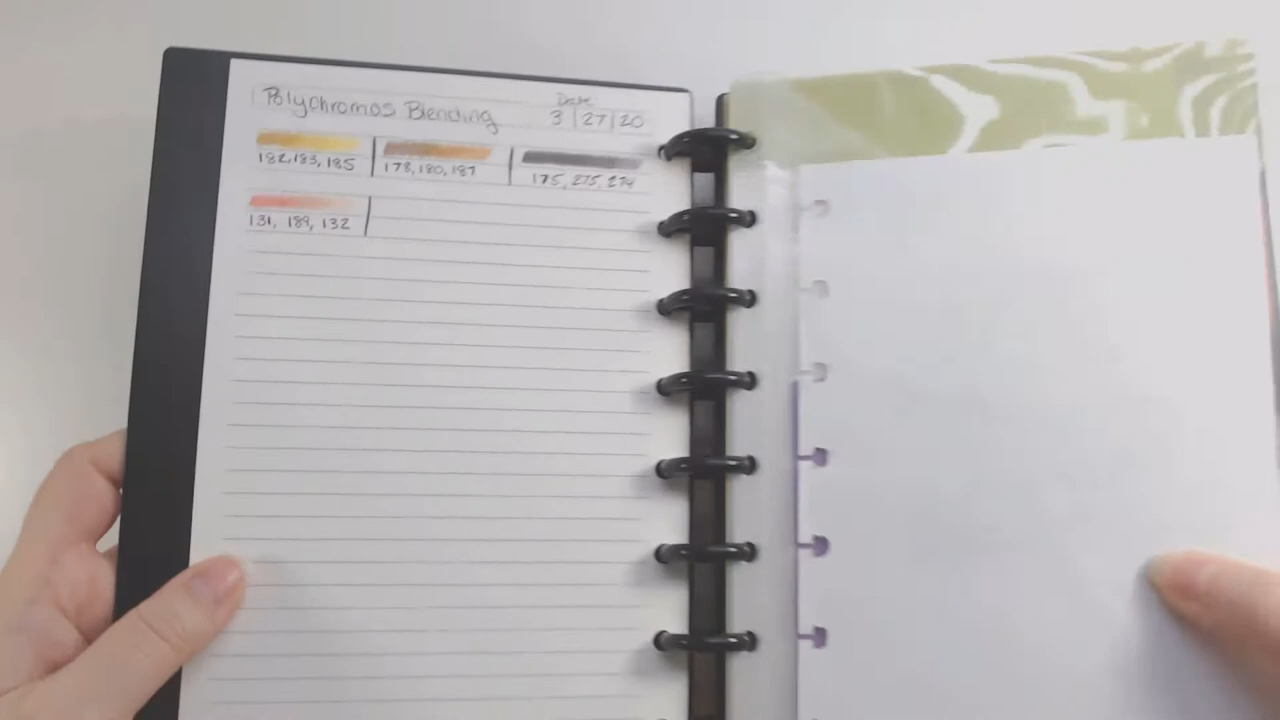 Polychromos Blending
Date
3|27|20
182,183,185
178,180,187
175, 275, 274
131, 189, 132